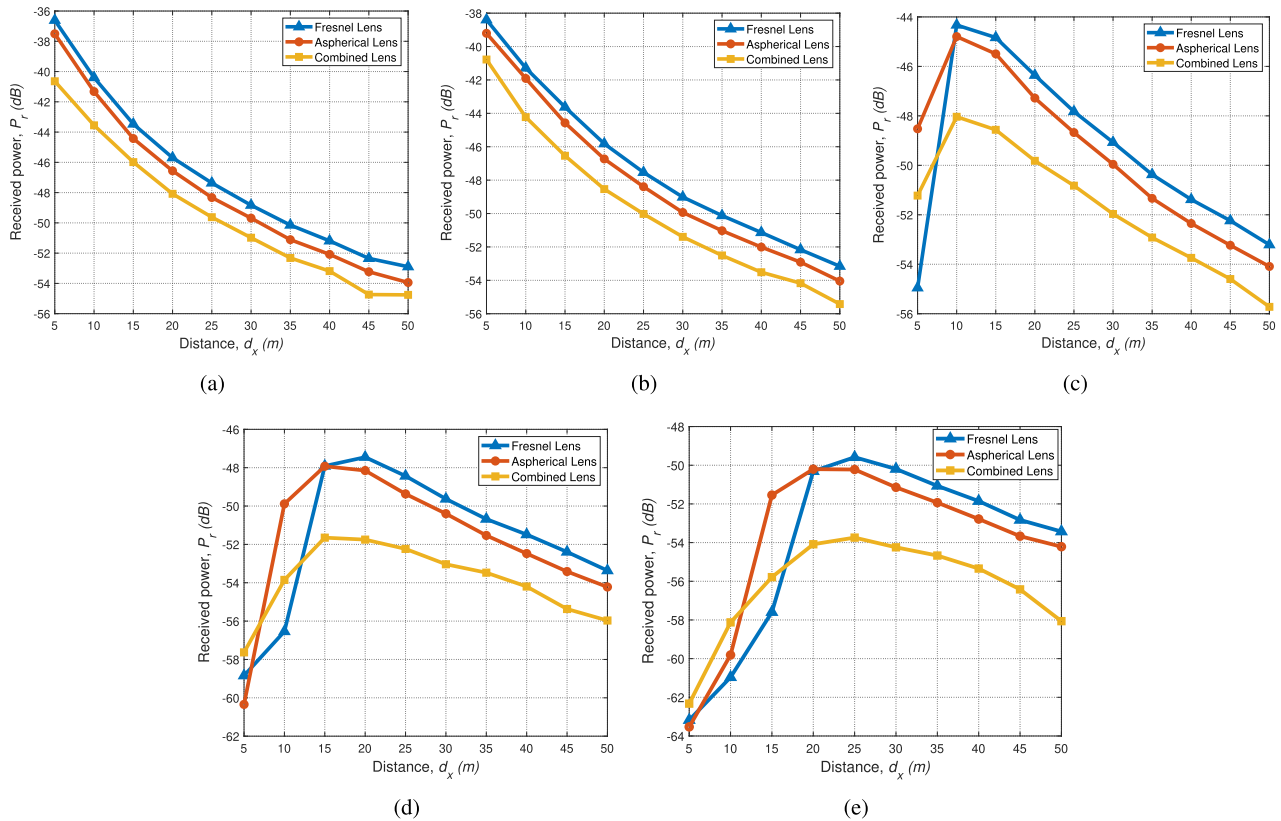 -36
-38
-40
-42
-44
-46
-48
-50
-52
-54
-56
Received power, P_r (dB)
Fresnel Lens
Aspherical Lens
Combined Lens
5 10 15 20 25 30 35 40 45 50
Distance, d_x (m)
(a)
-38
-40
-42
-44
-46
-48
-50
-52
-54
-56
Received power, P_r (dB)
Fresnel Lens
Aspherical Lens
Combined Lens
5 10 15 20 25 30 35 40 45 50
Distance, d_x (m)
(b)
-44
-46
-48
-50
-52
-54
-56
Received power, P_r (dB)
Fresnel Lens
Aspherical Lens
Combined Lens
5 10 15 20 25 30 35 40 45 50
Distance, d_x (m)
(c)
-46
-48
-50
-52
-54
-56
-58
-60
-62
Received power, P_r (dB)
Fresnel Lens
Aspherical Lens
Combined Lens
5 10 15 20 25 30 35 40 45 50
Distance, d_x (m)
(d)
-48
-50
-52
-54
-56
-58
-60
-62
-64
Received power, P_r (dB)
Fresnel Lens
Aspherical Lens
Combined Lens
5 10 15 20 25 30 35 40 45 50
Distance, d_x (m)
(e)